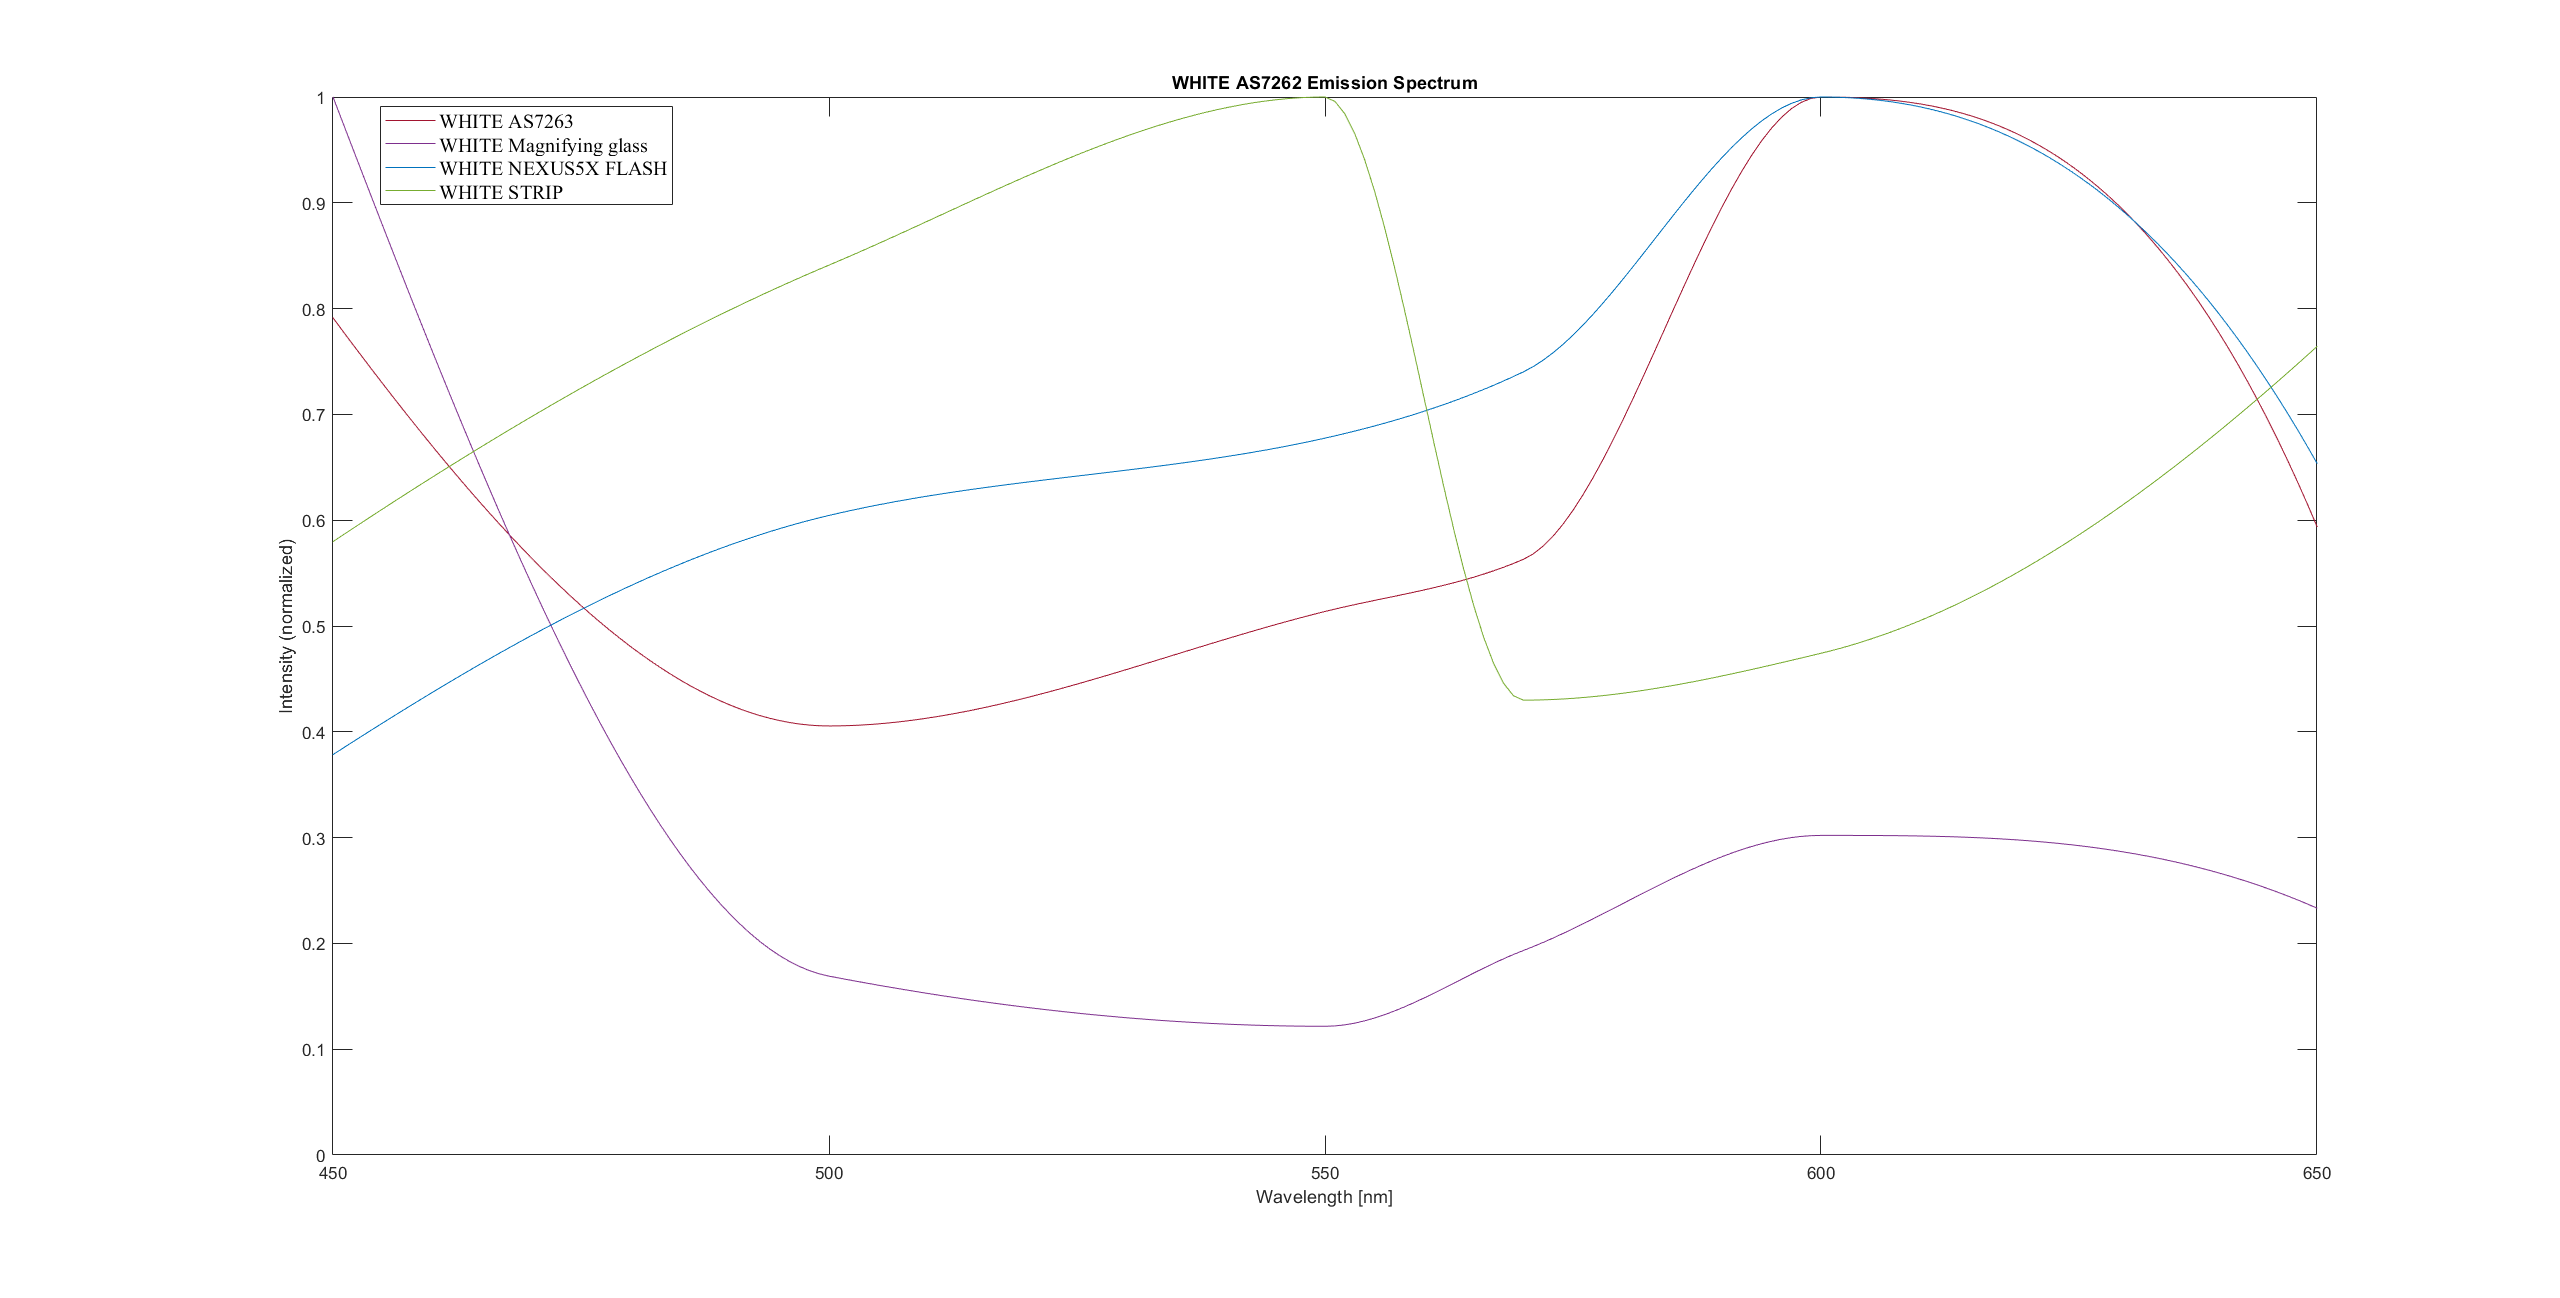 WHITE AS7262 Emission Spectrum
WHITE AS7263
WHITE Magnifying glass
WHITE NEXUS5X FLASH
WHITE STRIP
1
0.9
0.8
0.7
0.6
0.5
0.4
0.3
0.2
0.1
0
Intensity (normalized)
450 500 550 600 650
Wavelength [nm]